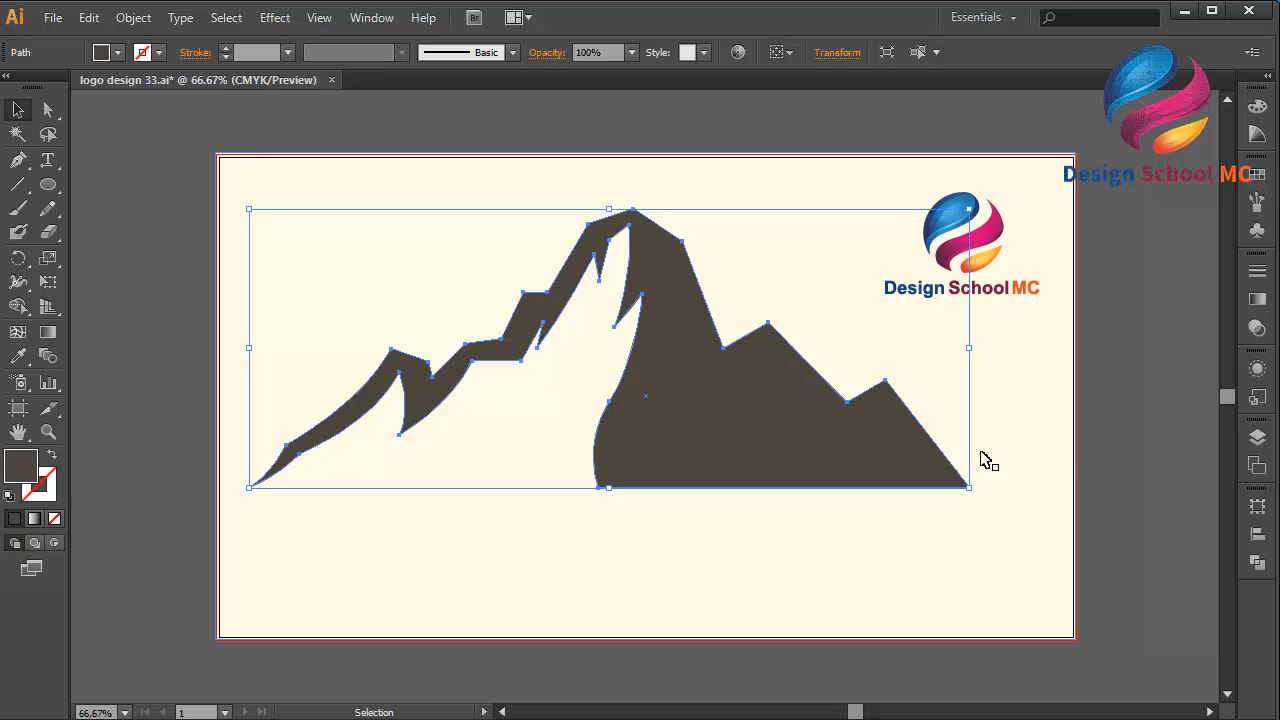 Ai File Edit Object Type Select Effect View Window Help Br Essentials
Path Stroke: Basic Opacity: 100% Style: Transform
logo design 33.ai* @ 66.67% (CMYK/Preview) ×
Design School MC
Design School MC
66,67% 1 Selection